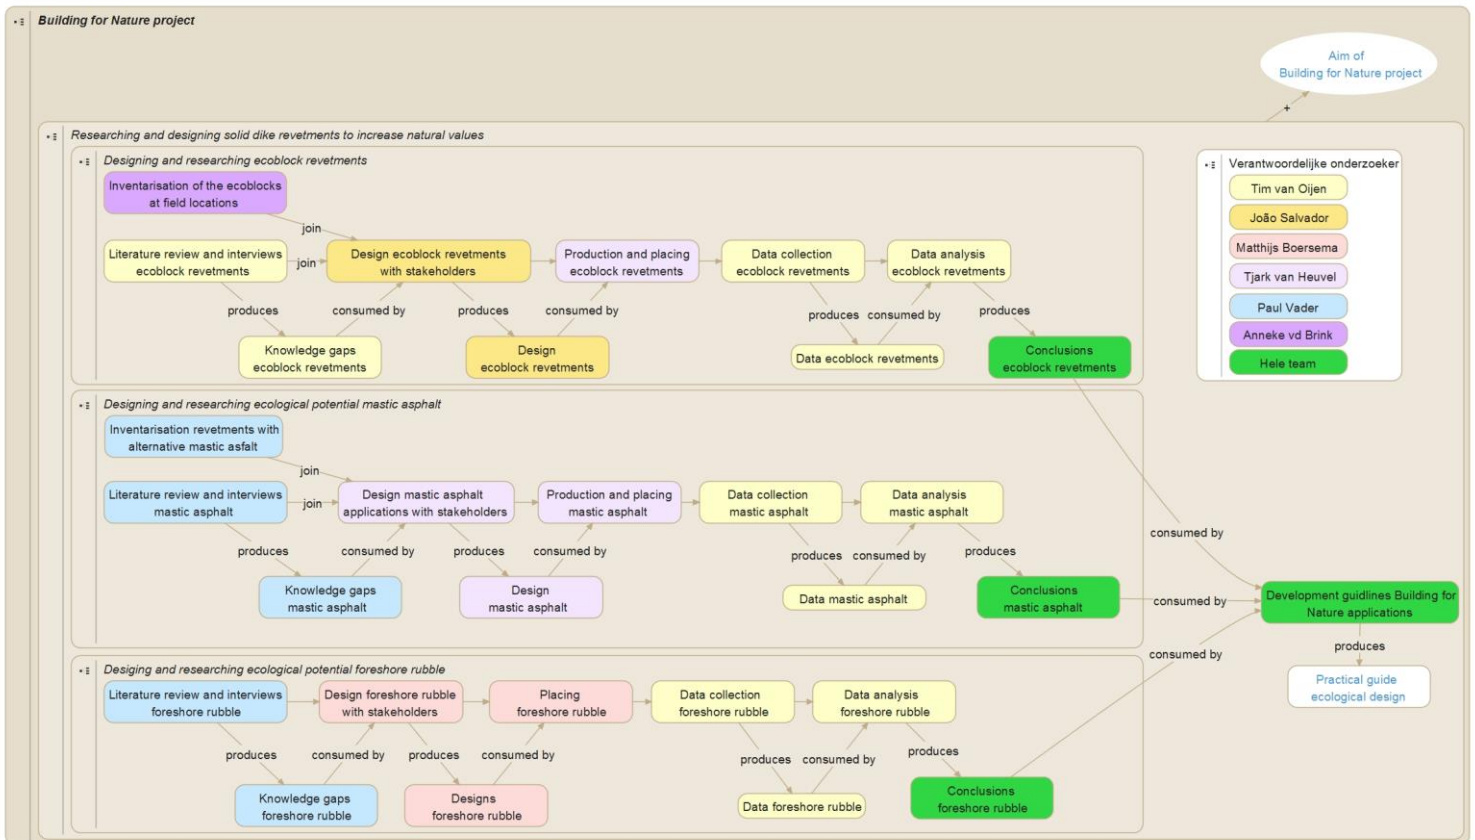 Building for Nature project
Aim of
Building for Nature project
+
Researching and designing solid dike revetments to increase natural values
Designing and researching ecoblock revetments
Inventarisation of the ecoblocks
at field locations
join
Literature review and interviews
ecoblock revetments
join
Design ecoblock revetments
with stakeholders
Production and placing
ecoblock revetments
Data collection
ecoblock revetments
Data analysis
ecoblock revetments
produces
consumed by
produces
consumed by
produces
consumed by
produces
Knowledge gaps
ecoblock revetments
Design
ecoblock revetments
Data ecoblock revetments
Conclusions
ecoblock revetments
Verantwoordelijke onderzoeker
Tim van Oijen
João Salvador
Matthijs Boersema
Tjark van Heuvel
Paul Vader
Anneke vd Brink
Hele team
Designing and researching ecological potential mastic asphalt
Inventarisation revetments with
alternative mastic asfalt
join
Literature review and interviews
mastic asphalt
join
Design mastic asphalt
applications with stakeholders
Production and placing
mastic asphalt
Data collection
mastic asphalt
Data analysis
mastic asphalt
produces
consumed by
produces
consumed by
produces
consumed by
produces
Knowledge gaps
mastic asphalt
Design
mastic asphalt
Data mastic asphalt
Conclusions
mastic asphalt
consumed by
consumed by
consumed by
Development guidlines Building for
Nature applications
produces
Practical guide
ecological design
Desiging and researching ecological potential foreshore rubble
Literature review and interviews
foreshore rubble
Design foreshore rubble
with stakeholders
Placing
foreshore rubble
Data collection
foreshore rubble
Data analysis
foreshore rubble
produces
consumed by
produces
consumed by
produces
consumed by
produces
Knowledge gaps
foreshore rubble
Designs
foreshore rubble
Data foreshore rubble
Conclusions
foreshore rubble